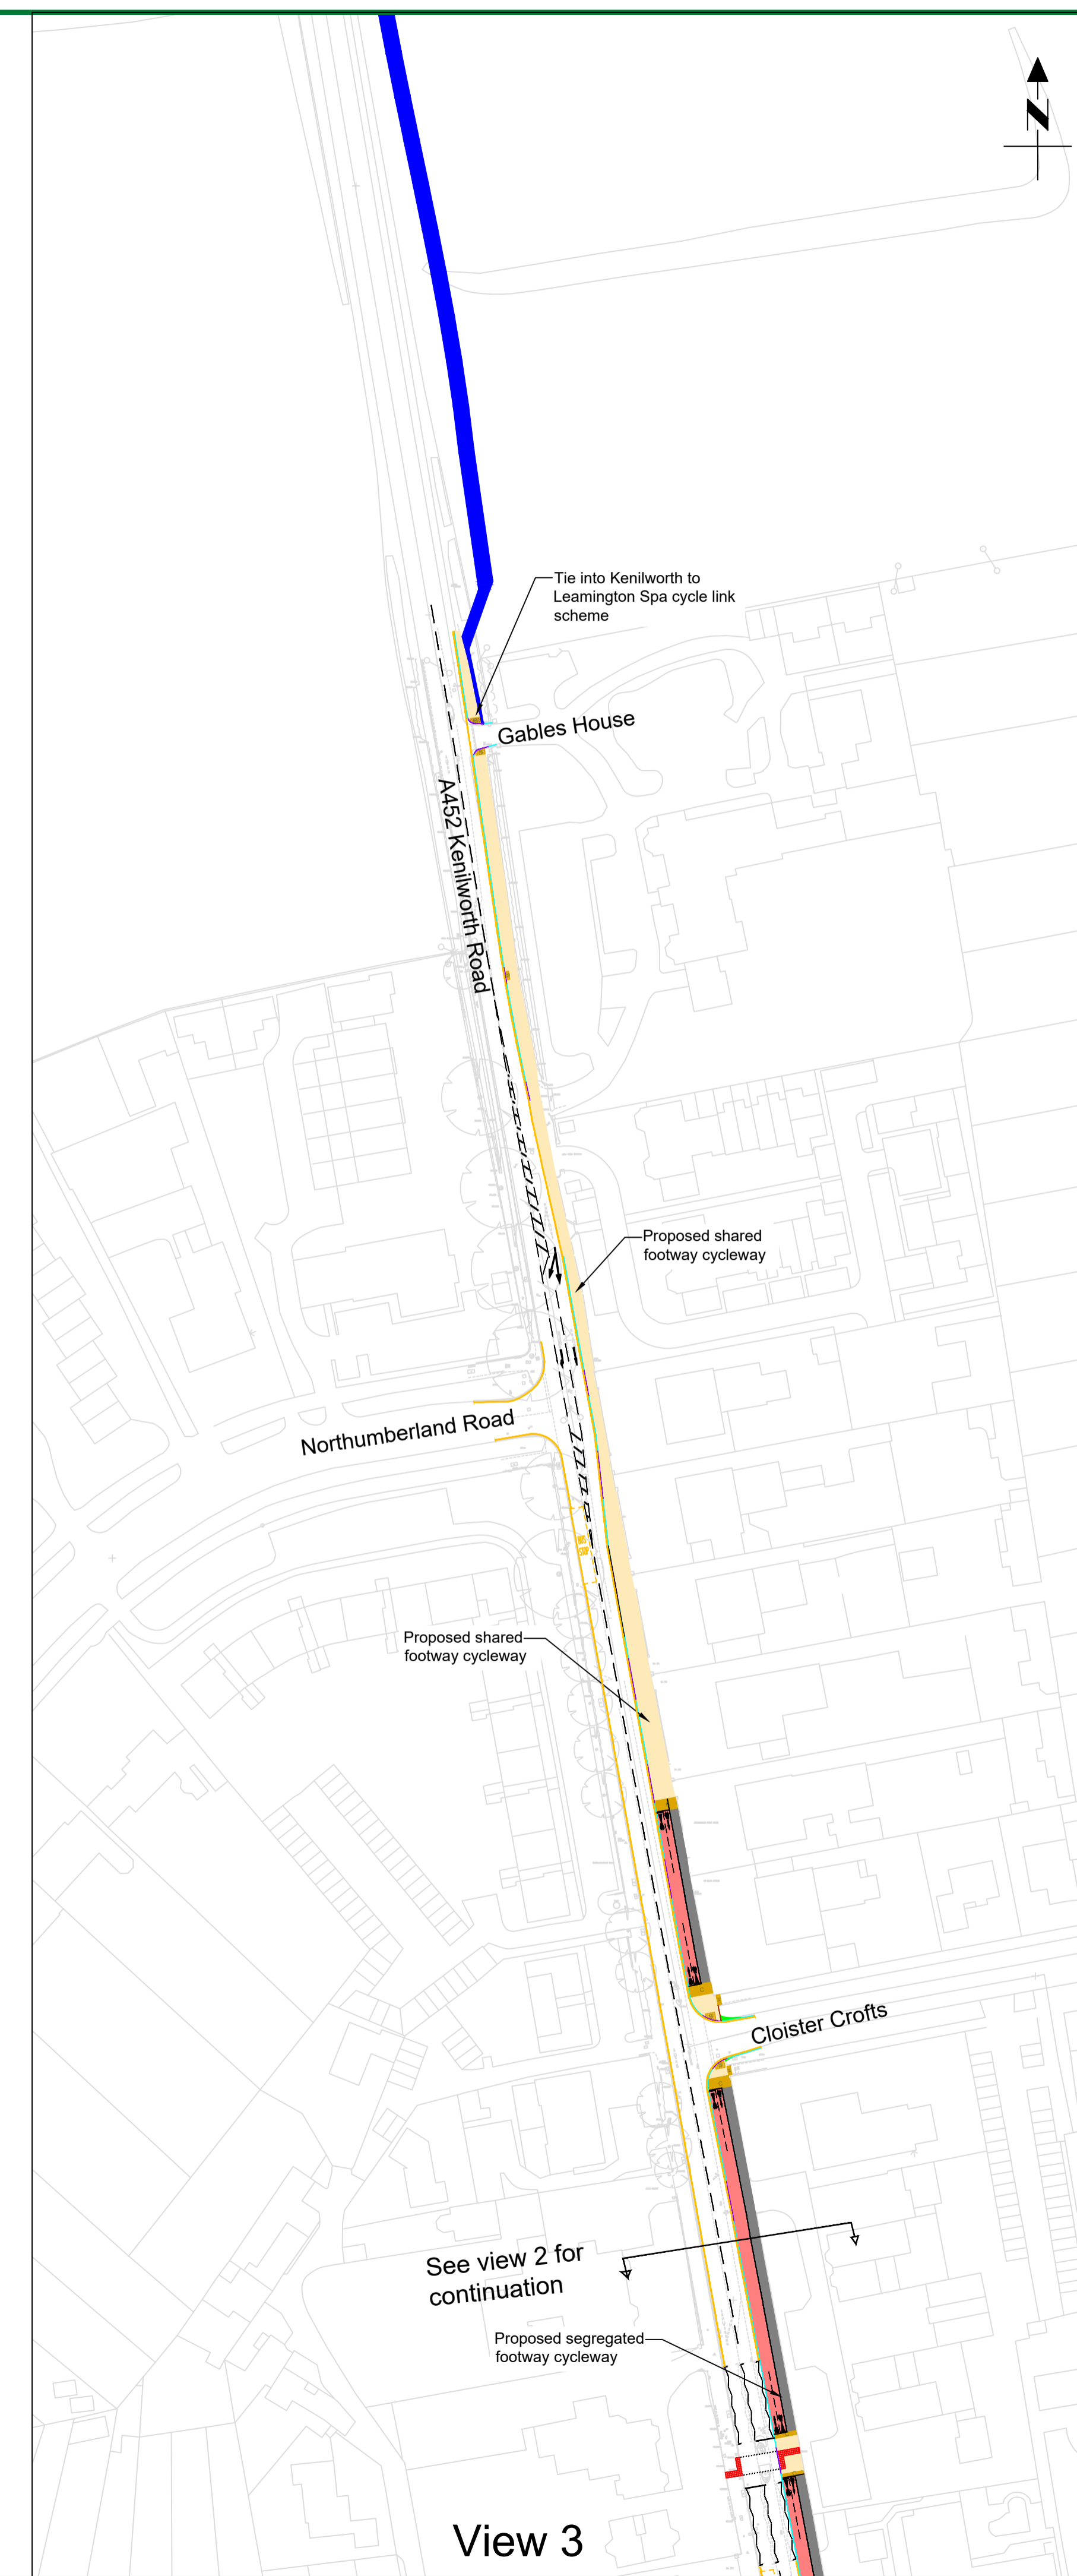 N
Tie into Kenilworth to
Leamington Spa cycle link
scheme
Gables House
A452 Kenilworth Road
Proposed shared
footway cycleway
Northumberland Road
Proposed shared
footway cycleway
Cloister Crofts
See view 2 for
continuation
Proposed segregated
footway cycleway
View 3